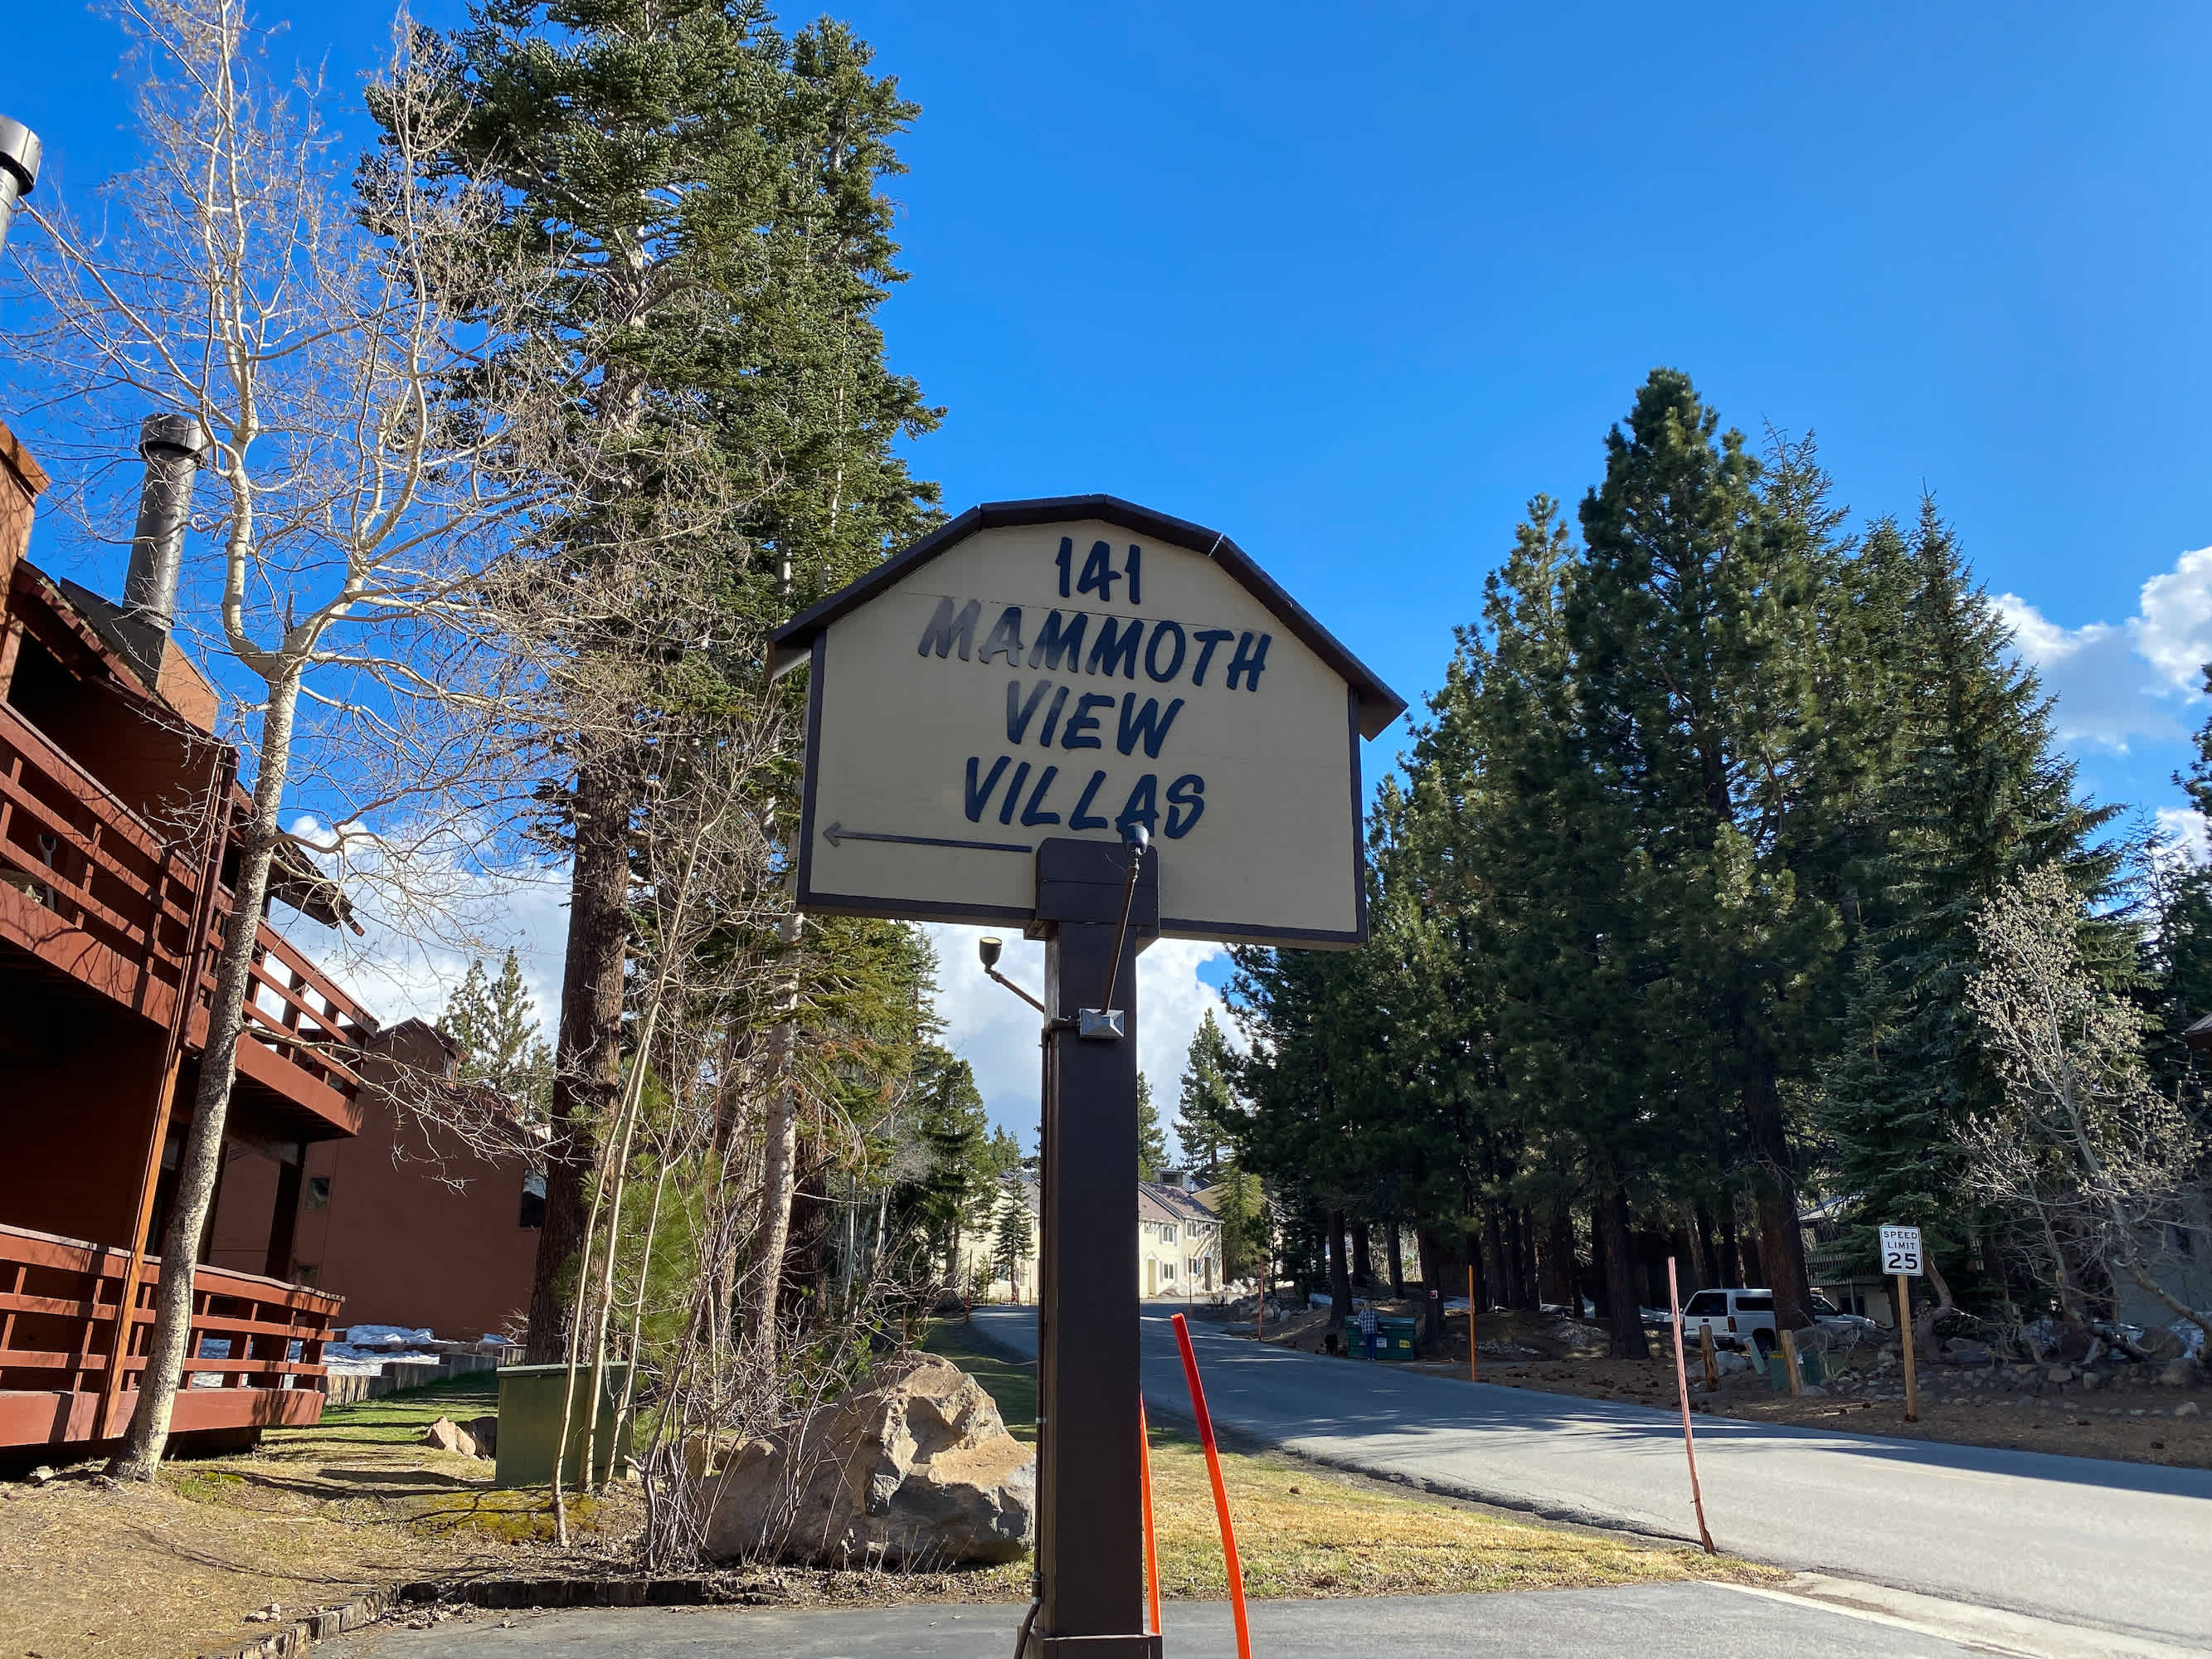 141
MAMMOTH
VIEW
VILLAS
SPEED
LIMIT
25